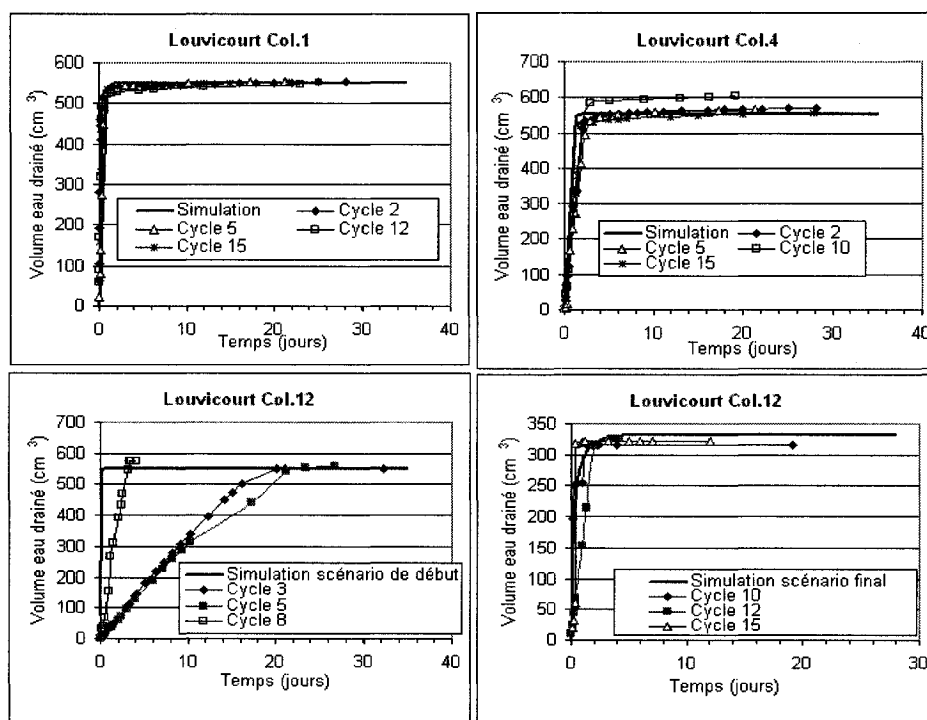 Louvicourt Col.1
Volume eau drainé (cm ³)
600
500
400
300
200
100
0
Simulation
Cycle 2
Cycle 5
Cycle 12
Cycle 15
0 10 20 30 40
Temps (jours)
Louvicourt Col.4
Volume eau drainé (cm ³)
700
600
500
400
300
200
100
0
Simulation
Cycle 2
Cycle 5
Cycle 10
Cycle 15
0 10 20 30 40
Temps (jours)
Louvicourt Col.12
Volume eau drainé (cm ³)
700
600
500
400
300
200
100
0
Simulation scénario de début
Cycle 3
Cycle 5
Cycle 8
0 10 20 30 40
Temps (jours)
Louvicourt Col.12
Volume eau drainé (cm ³)
350
300
250
200
150
100
50
0
Simulation scénario final
Cycle 10
Cycle 12
Cycle 15
0 10 20 30
Temps (jours)